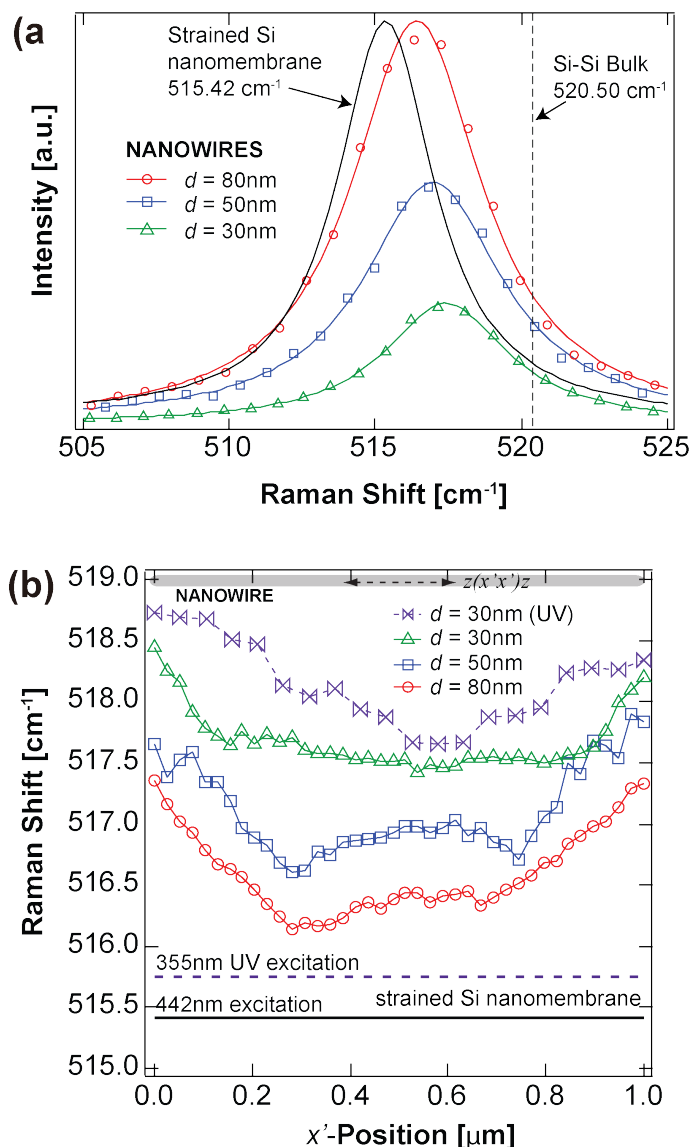 (a)
Strained Si
nanomembrane
515.42 cm⁻¹
Si-Si Bulk
520.50 cm⁻¹
NANOWIRES
d = 80nm
d = 50nm
d = 30nm
Intensity [a.u.]
505 510 515 520 525
Raman Shift [cm⁻¹]
(b)
519.0
518.5
518.0
517.5
517.0
516.5
516.0
515.5
515.0
Raman Shift [cm⁻¹]
z(x'x')z
NANOWIRE
d = 30nm (UV)
d = 30nm
d = 50nm
d = 80nm
355nm UV excitation
strained Si nanomembrane
442nm excitation
0.0 0.2 0.4 0.6 0.8 1.0
x'-Position [μm]